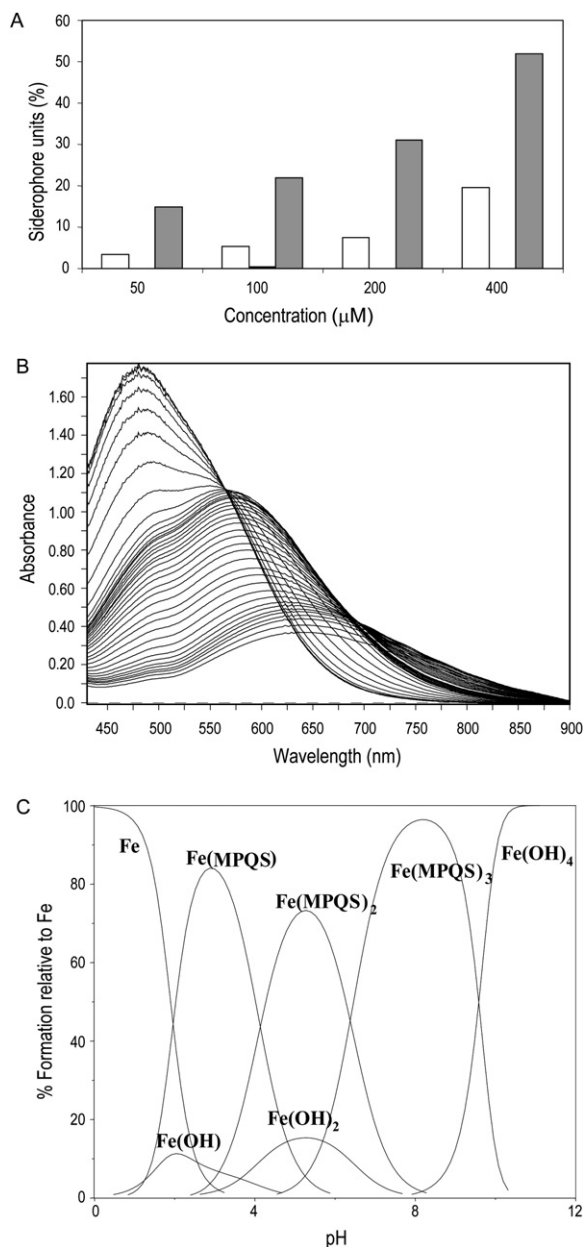 A
60
50
40
30
20
10
0
Siderophore units (%)
50 100 200 400
Concentration (μM)
B
1.60
1.40
1.20
1.00
0.80
0.60
0.40
0.20
0.0
Absorbance
450 500 550 600 650 700 750 800 850 900
Wavelength (nm)
C
100
80
60
40
20
0
% Formation relative to Fe
Fe
Fe(MPQS)
Fe(MPQS)2
Fe(MPQS)3
Fe(OH)4
Fe(OH)
Fe(OH)2
0 4 8 12
pH